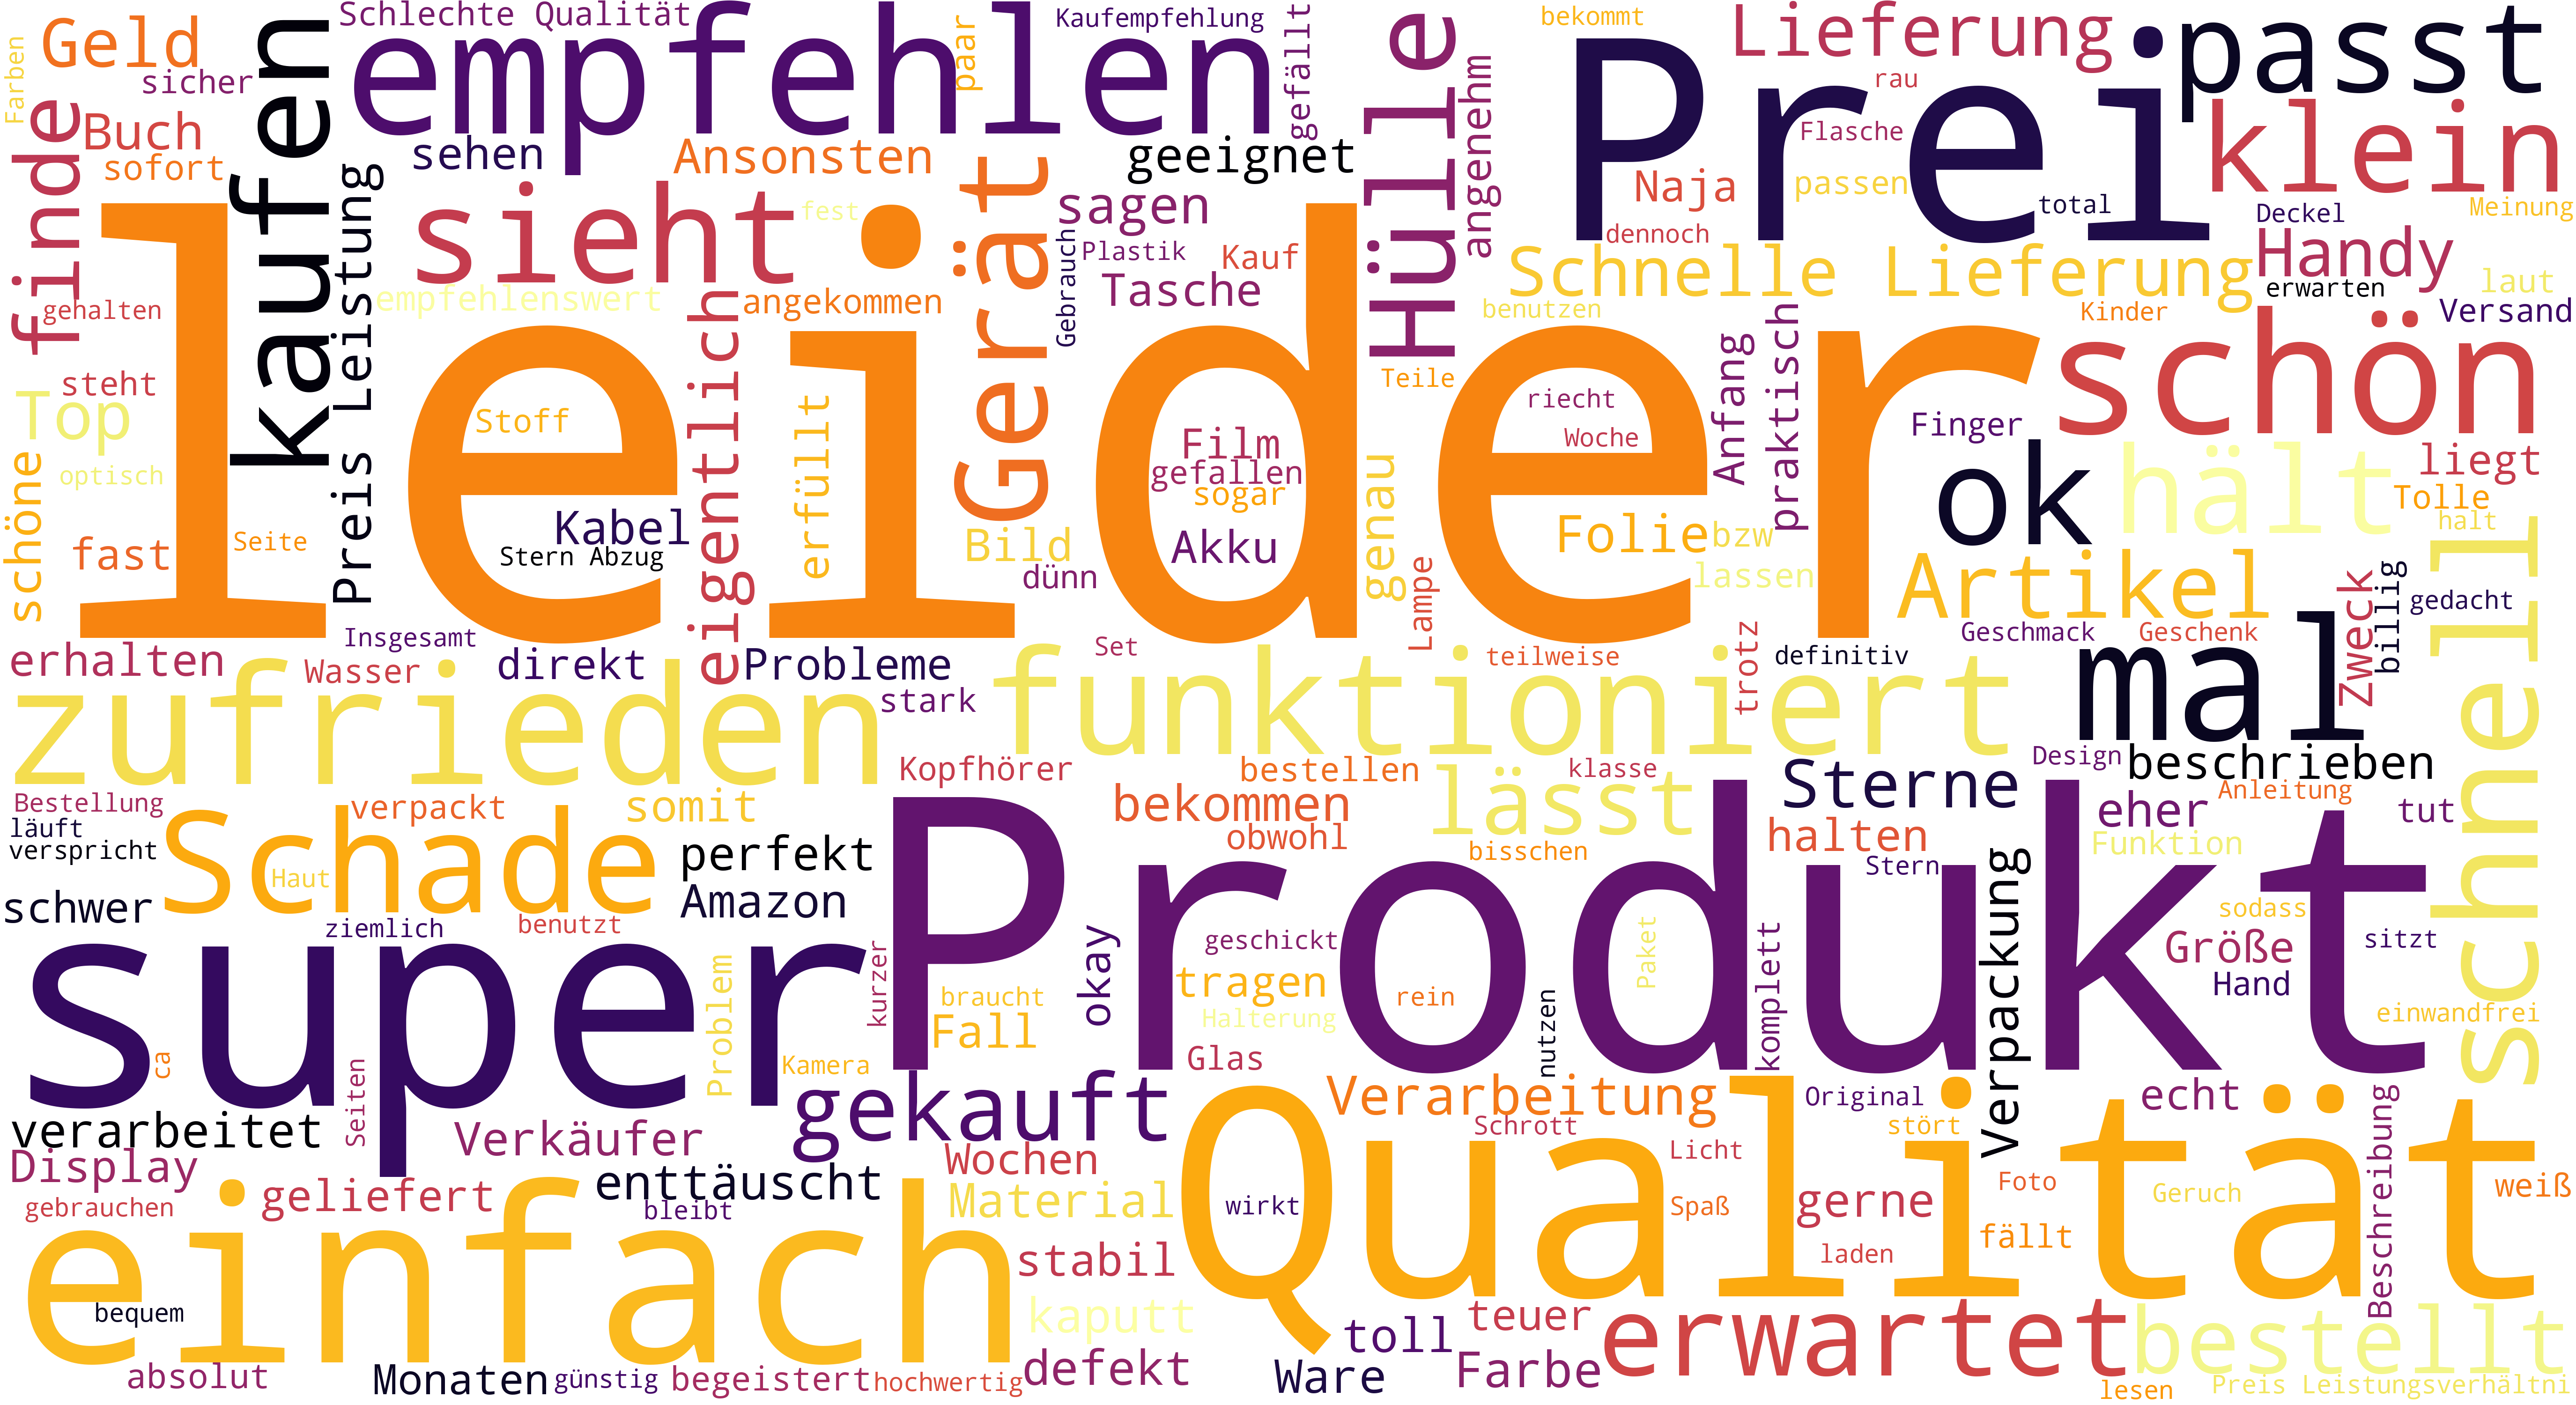 Schlechte Qualität
Kaufempfehlung
bekommt
Lieferung
passt
Geld
empfehlen
paar
gefällt
Hülle
Prei
sicher
rau
Farben
finde
Buch
kaufen
angenehm
Flasche
klein
sofort
sehen
Ansonsten
geeignet
Naja
passen
sieht
fest
Gerät
sagen
total
Deckel
Meinung
leider
Preis Leistung
Gebrauch
Plastik
Kauf
dennoch
Handy
Schnelle Lieferung
Tasche
laut
gehalten
empfehlenswert
angekommen
benutzen
erwarten
Kinder
Versand
eigentlich
Anfang
praktisch
schön
steht
Teile
riecht
Top
Stoff
erfüllt
Film
Woche
Finger
ok
hält
liegt
schöne
optisch
gefallen
sogar
genau
Tolle
fast
Seite
Kabel
Stern Abzug
Bild
Akku
Folie
bzw
halt
dünn
Lampe
lassen
Artikel
Zweck
billig
gedacht
schnell
Insgesamt
Set
Geschmack
Geschenk
erhalten
Wasser
direkt
Probleme
teilweise
trotz
definitiv
mal
zufrieden
stark
funktioniert
Kopfhörer
bestellen
lässt
klasse
Sterne
Design
beschrieben
Bestellung
verpackt
somit
bekommen
Anleitung
läuft
Schade
obwohl
halten
eher
tut
verspricht
perfekt
bisschen
Stern
Verpackung
Funktion
Haut
Produkt
schwer
Amazon
ziemlich
benutzt
super
kurzer
okay
geschickt
Paket
komplett
sodass
Größe
sitzt
Problem
braucht
tragen
rein
nutzen
Hand
ca
Seiten
Fall
Halterung
einwandfrei
Kamera
Glas
verarbeitet
gekauft
Verarbeitung
Original
echt
Beschreibung
Verkäufer
Schrott
stört
Display
Wochen
Qualität
Licht
geliefert
enttäuscht
Foto
Geruch
weiß
gebrauchen
bleibt
Material
wirkt
Spaß
gerne
einfach
stabil
laden
fällt
bequem
kaputt
toll
teuer
erwartet
bestellt
absolut
Monaten
günstig
begeistert
hochwertig
defekt
Ware
Farbe
lesen
Preis Leistungsverhältni